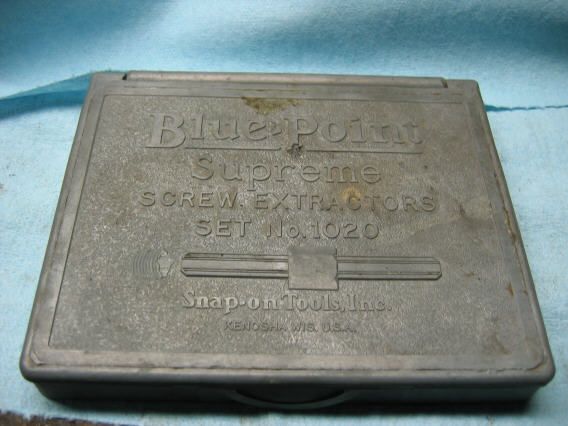 Blue-Point
Supreme
SCREW EXTRACTORS
SET No. 1020
Snap-on Tools, Inc.
KENOSHA, WIS. U.S.A.